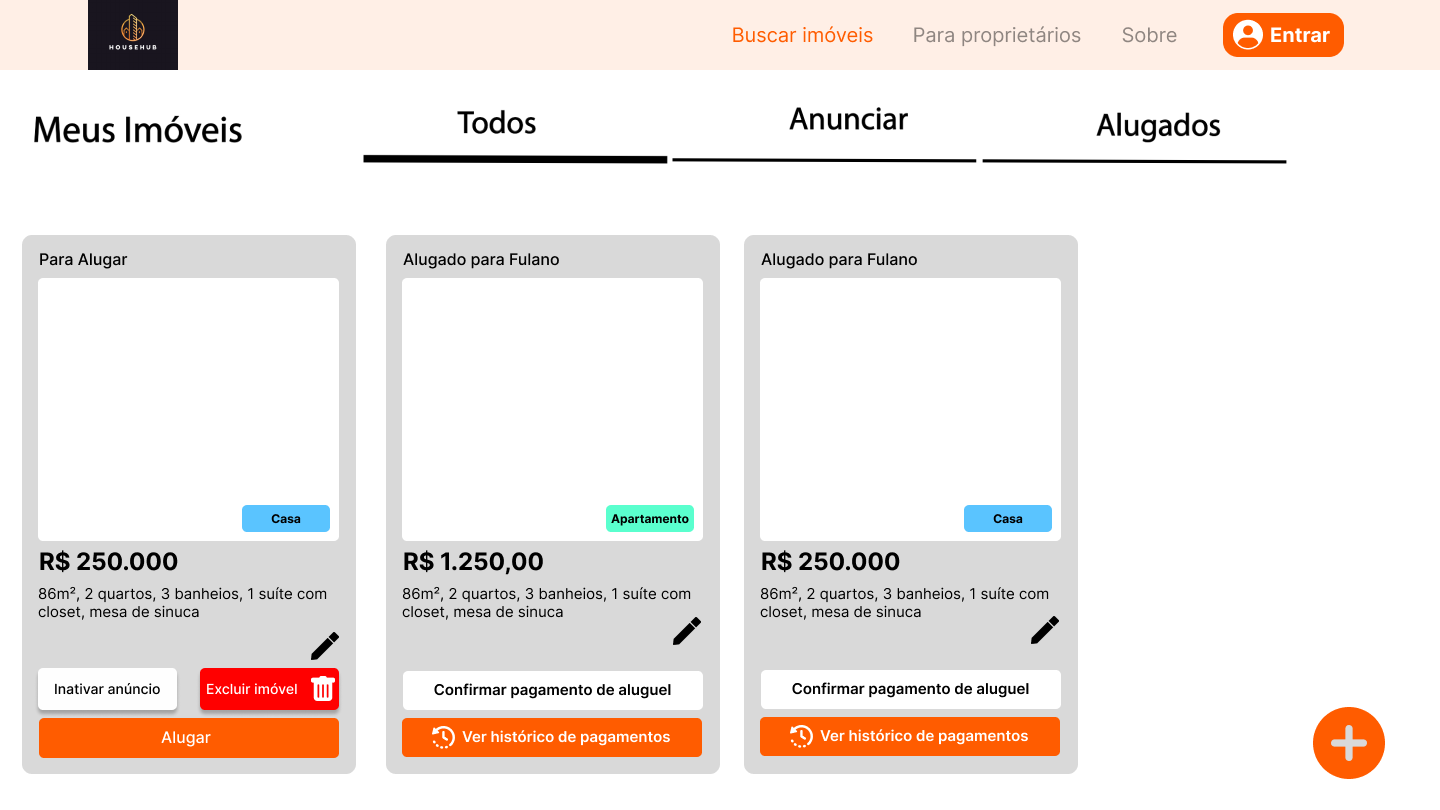 HOUSEHUB
Buscar imóveis
Para proprietários
Sobre
Entrar
Meus Imóveis
Todos
Anunciar
Alugados
Para Alugar
Casa
R$ 250.000
86m², 2 quartos, 3 banheios, 1 suíte com
closet, mesa de sinuca
Inativar anúncio
Excluir imóvel
Alugar
Alugado para Fulano
Apartamento
R$ 1.250,00
86m², 2 quartos, 3 banheios, 1 suíte com
closet, mesa de sinuca
Confirmar pagamento de aluguel
Ver histórico de pagamentos
Alugado para Fulano
Casa
R$ 250.000
86m², 2 quartos, 3 banheios, 1 suíte com
closet, mesa de sinuca
Confirmar pagamento de aluguel
Ver histórico de pagamentos